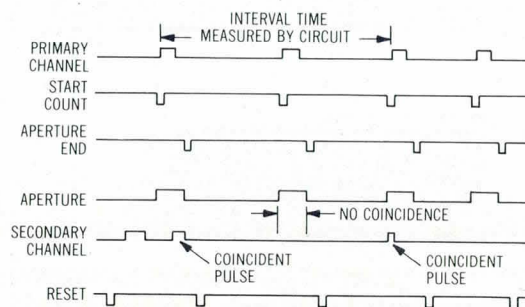 INTERVAL TIME
MEASURED BY CIRCUIT
PRIMARY
CHANNEL
START
COUNT
APERTURE
END
APERTURE
NO COINCIDENCE
SECONDARY
CHANNEL
COINCIDENT
PULSE
COINCIDENT
PULSE
RESET